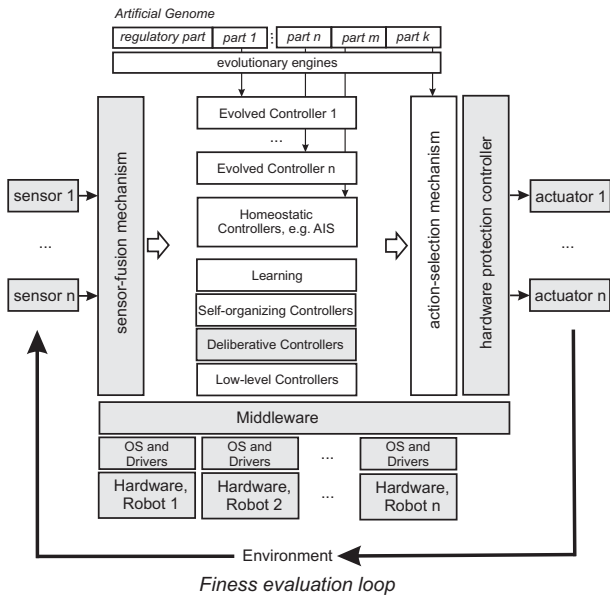 Artificial Genome
regulatory part part 1 ⋮ part n part m part k
evolutionary engines
sensor 1
...
sensor n
sensor-fusion mechanism
Evolved Controller 1
...
Evolved Controller n
Homeostatic
Controllers, e.g. AIS
Learning
Self-organizing Controllers
Deliberative Controllers
Low-level Controllers
action-selection mechanism
hardware protection controller
actuator 1
...
actuator n
Middleware
OS and
Drivers
OS and
Drivers
...
OS and
Drivers
Hardware,
Robot 1
Hardware,
Robot 2
...
Hardware,
Robot n
Environment
Finess evaluation loop